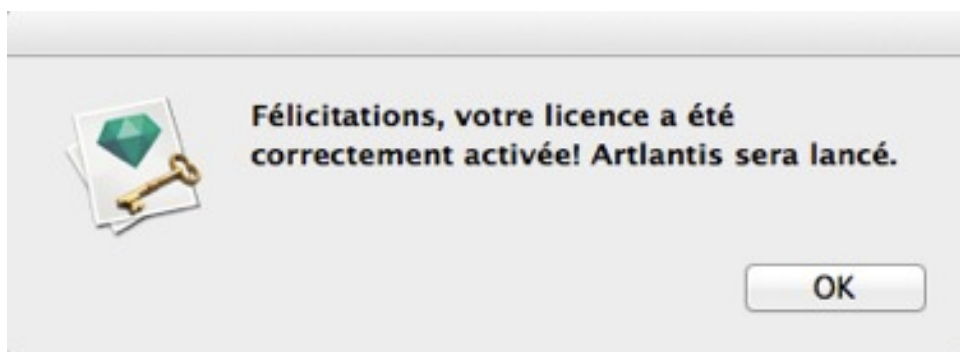 Félicitations, votre licence a été
correctement activée! Artlantis sera lancé.
OK